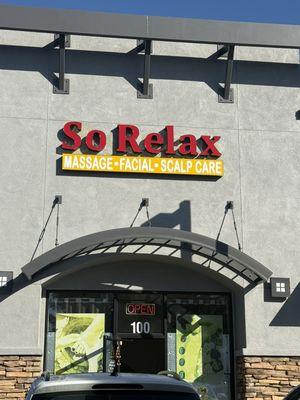 So Relax
MASSAGE•FACIAL•SCALP CARE
OPEN
100